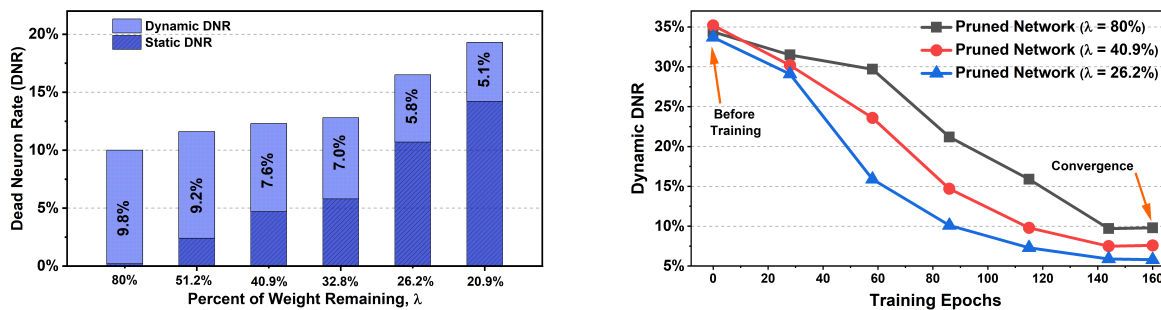 Dynamic DNR
Static DNR
Dead Neuron Rate (DNR)
20%
15%
10%
5%
0%
9.8%
9.2%
7.6%
7.0%
5.8%
5.1%
80%
51.2%
40.9%
32.8%
26.2%
20.9%
Percent of Weight Remaining, λ
Pruned Network (λ = 80%)
Pruned Network (λ = 40.9%)
Pruned Network (λ = 26.2%)
Dynamic DNR
35%
30%
25%
20%
15%
10%
5%
Before
Training
Convergence
0
20
40
60
80
100
120
140
160
Training Epochs